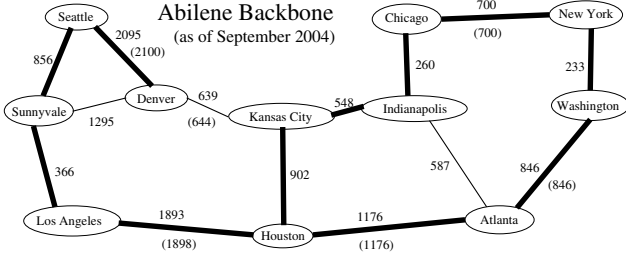 Abilene Backbone
(as of September 2004)
Seattle
Chicago
700
(700)
New York
2095
(2100)
856
260
233
Sunnyvale
Denver
639
(644)
1295
Kansas City
548
Indianapolis
Washington
366
902
587
846
(846)
Los Angeles
1893
(1898)
Houston
1176
(1176)
Atlanta